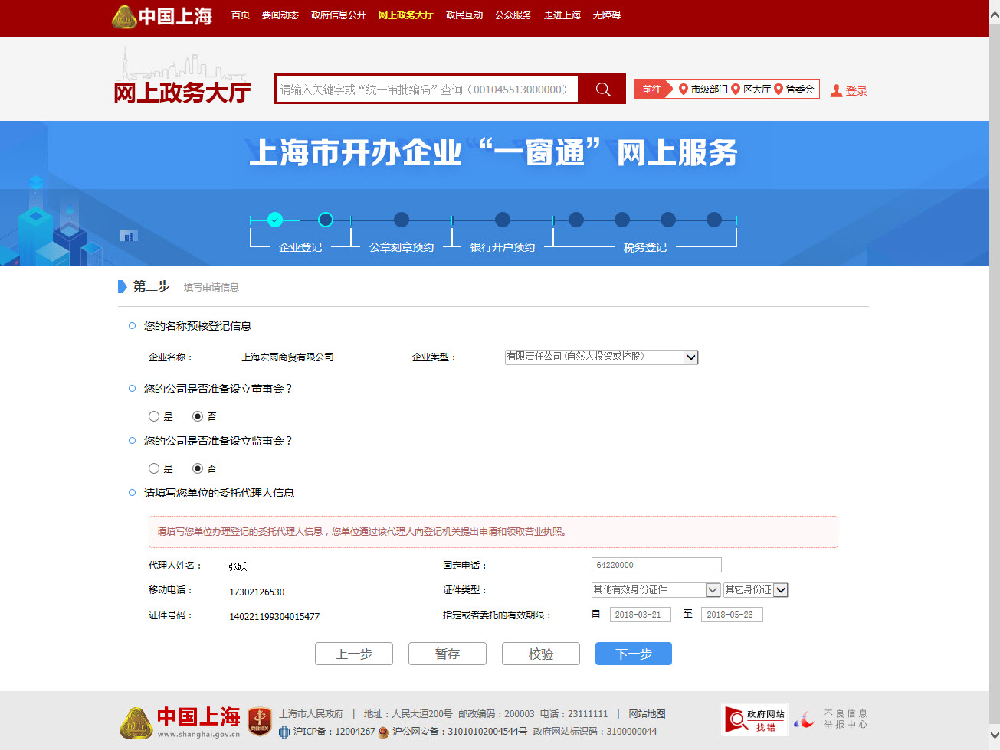 中国上海 首页 要闻动态 政府信息公开 网上政务大厅 政民互动 公众服务 走进上海 无障碍
网上政务大厅 请输入关键字或“统一审批编码”查询（001045513000000） 前往 市级部门 区大厅 管委会 登录
上海市开办企业“一窗通”网上服务
企业登记 公章刻章预约 银行开户预约 税务登记
第二步 填写申请信息
您的名称预核登记信息
企业名称： 上海宏雨商贸有限公司 企业类型： 有限责任公司(自然人投资或控股)
您的公司是否准备设立董事会？
是 否
您的公司是否准备设立监事会？
是 否
请填写您单位的委托代理人信息
请填写您单位办理登记的委托代理人信息，您单位通过该代理人向登记机关提出申请和领取营业执照。
代理人姓名： 张跃 固定电话： 64220000
移动电话： 17302126530 证件类型： 其他有效身份证件 其它身份证
证件号码： 140221199304015477 指定或者委托的有效期限： 自 2018-03-21 至 2018-05-26
上一步 暂存 校验 下一步
中国上海 上海市人民政府 | 地址：人民大道200号 邮政编码：200003 电话：23111111 | 网站地图 政府网站 不良信息
www.shanghai.gov.cn 沪ICP备：12004267 沪公网安备：31010102004544号 政府网站标识码：3100000044 找错 举报中心